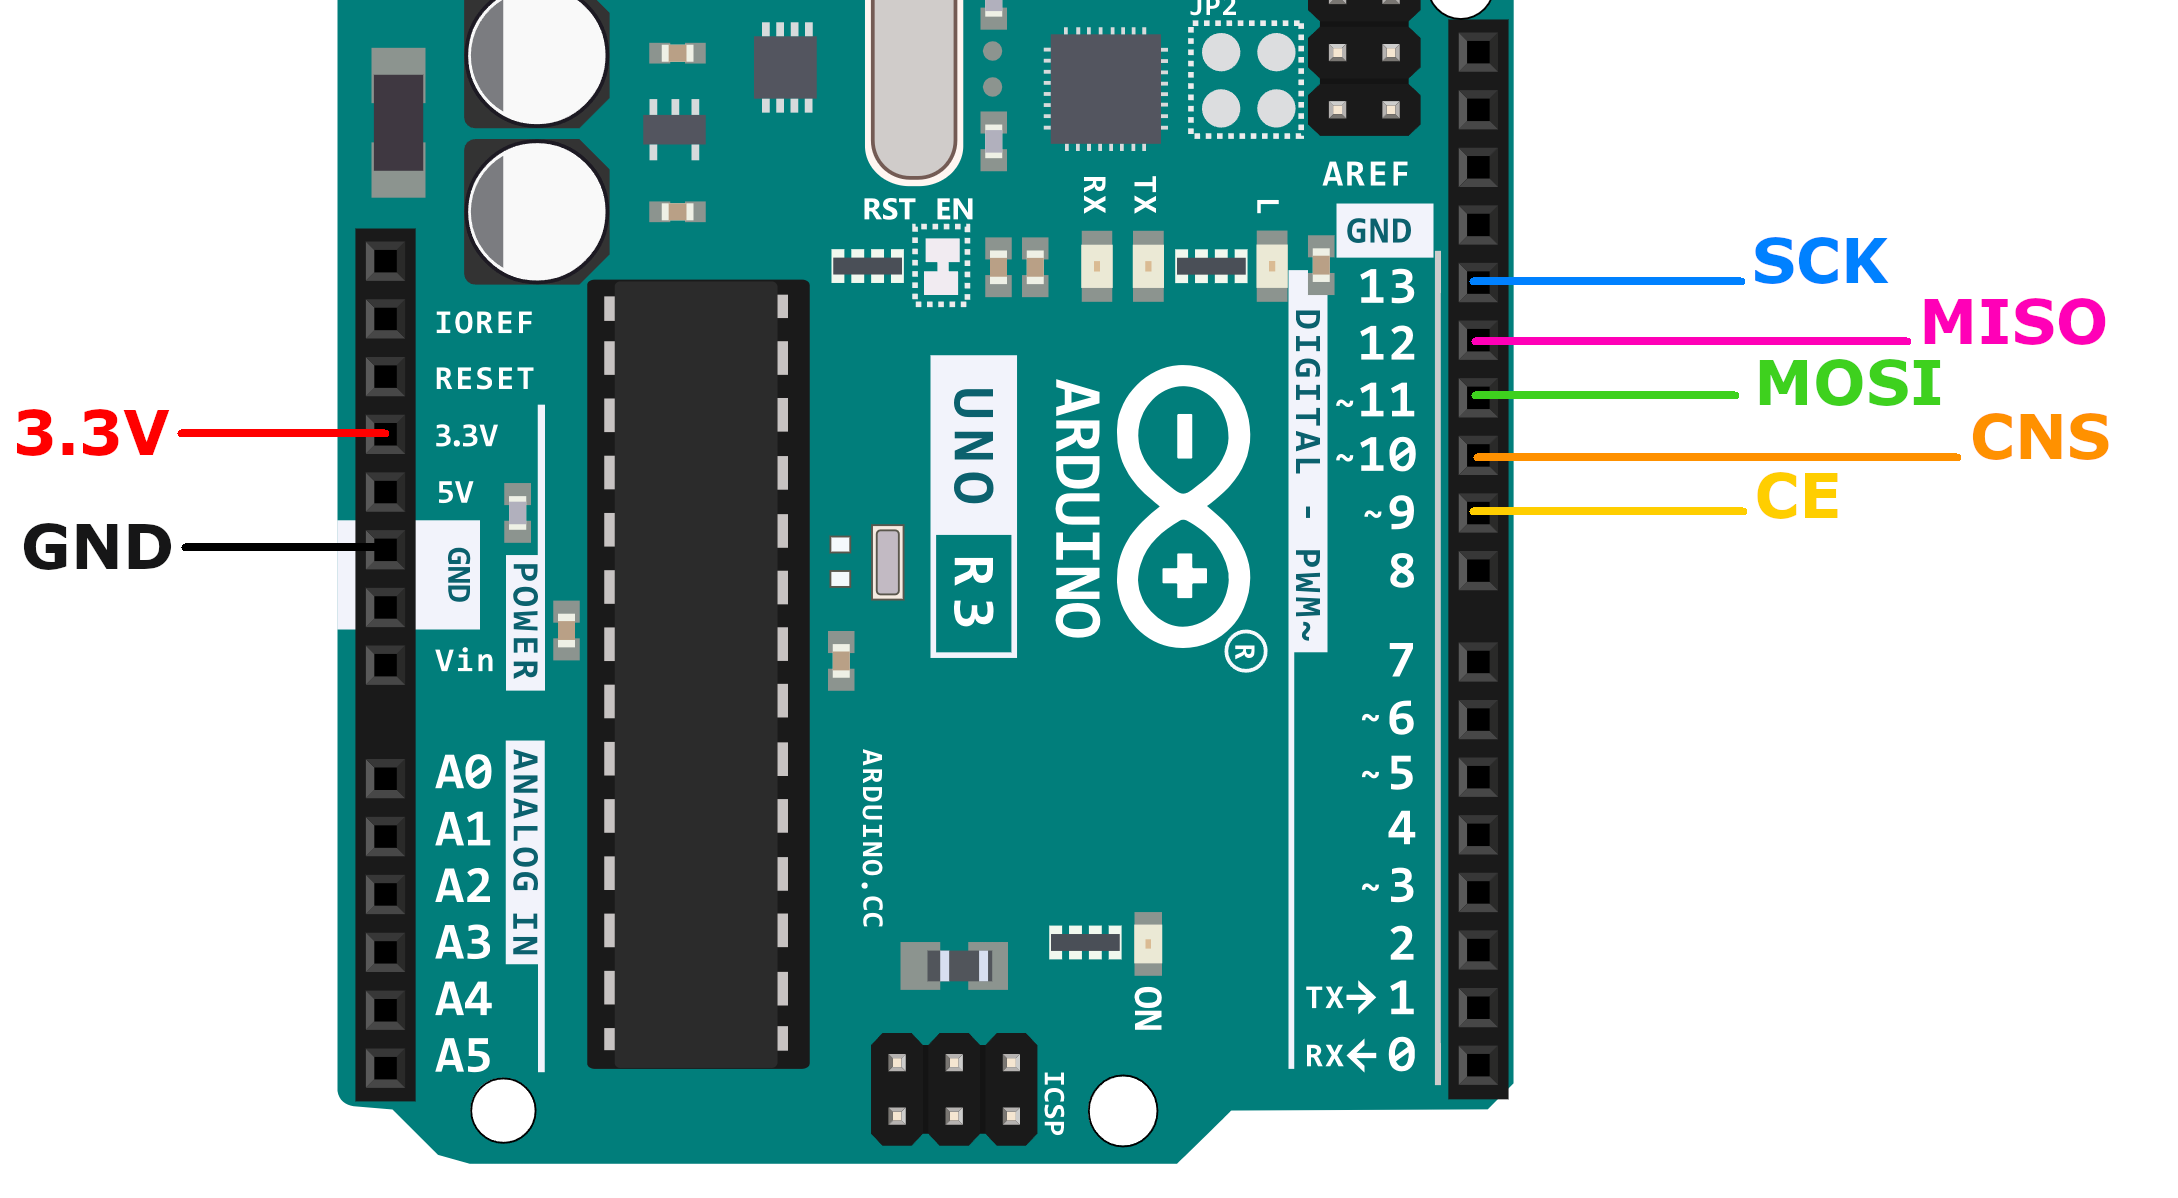 JP2
AREF
RX
TX
L
RST EN
GND
13
12
~11
~10
~9
8
7
~6
~5
4
~3
2
TX→ 1
RX← 0
DIGITAL - PWM~
SCK
MISO
MOSI
CNS
CE
3.3V
GND
IOREF
RESET
3.3V
5V
GND
Vin
POWER
A0
A1
A2
A3
A4
A5
ANALOG IN
UNO
R3
ARDUINO
®
ARDUINO.CC
ON
ICSP